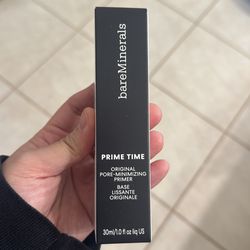 bareMinerals
PRIME TIME
ORIGINAL
PORE-MINIMIZING
PRIMER
BASE
LISSANTE
ORIGINALE
30ml/1.0 fl oz liq US